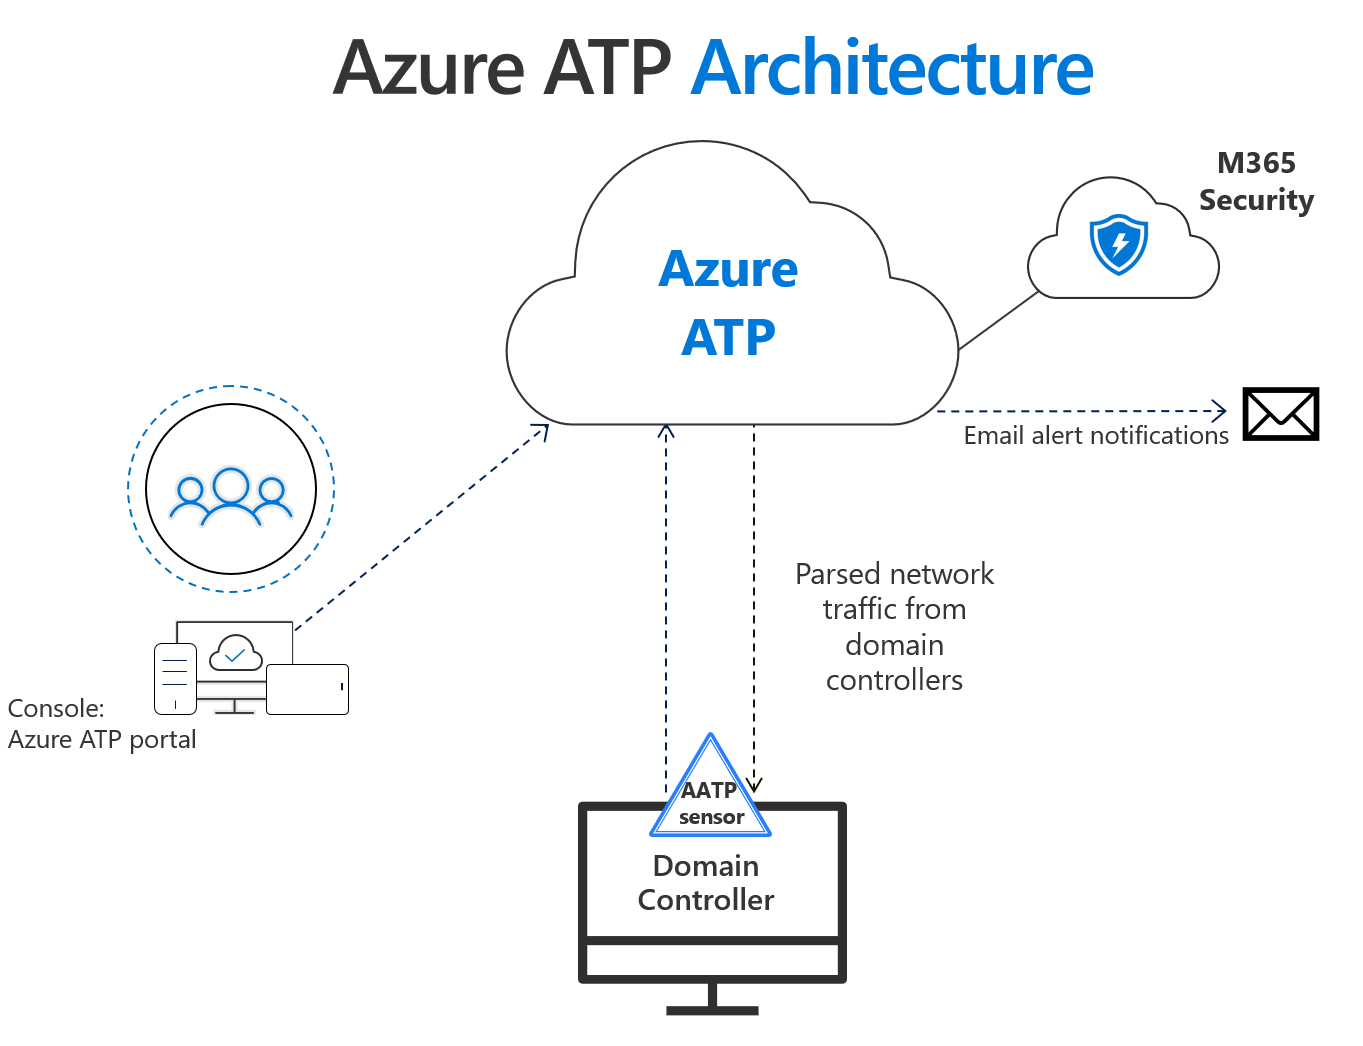 Azure ATP Architecture
M365
Security
Azure
ATP
Email alert notifications
Parsed network
traffic from
domain
controllers
Console:
Azure ATP portal
AATP
sensor
Domain
Controller